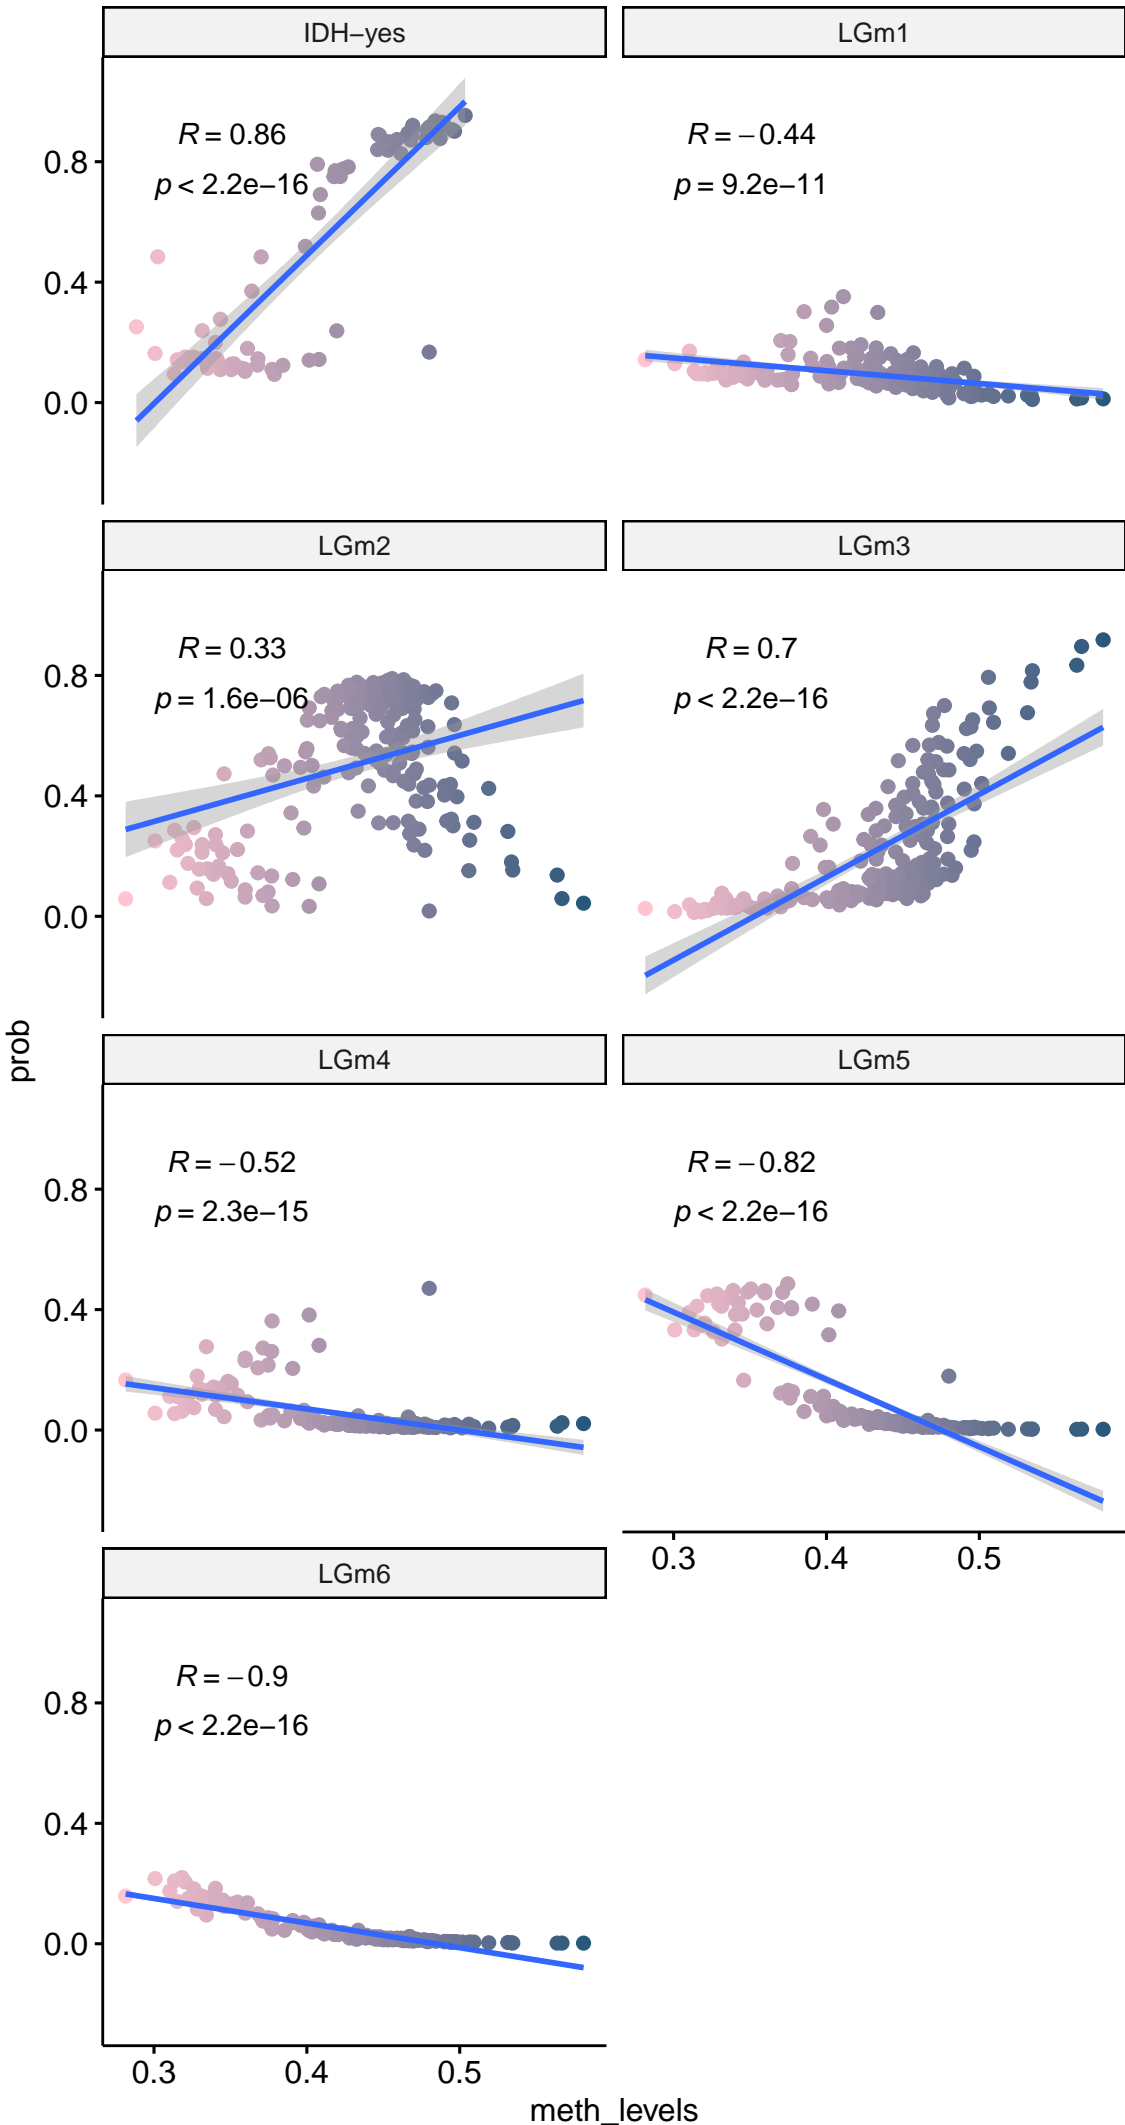 IDH−yes
LGm1
R = 0.86
p < 2.2e−16
R = −0.44
p = 9.2e−11
0.8
0.4
0.0
LGm2
LGm3
R = 0.33
p = 1.6e−06
R = 0.7
p < 2.2e−16
0.8
0.4
0.0
prob
LGm4
LGm5
R = −0.52
p = 2.3e−15
R = −0.82
p < 2.2e−16
0.8
0.4
0.0
0.3 0.4 0.5
LGm6
R = −0.9
p < 2.2e−16
0.8
0.4
0.0
0.3 0.4 0.5
meth_levels